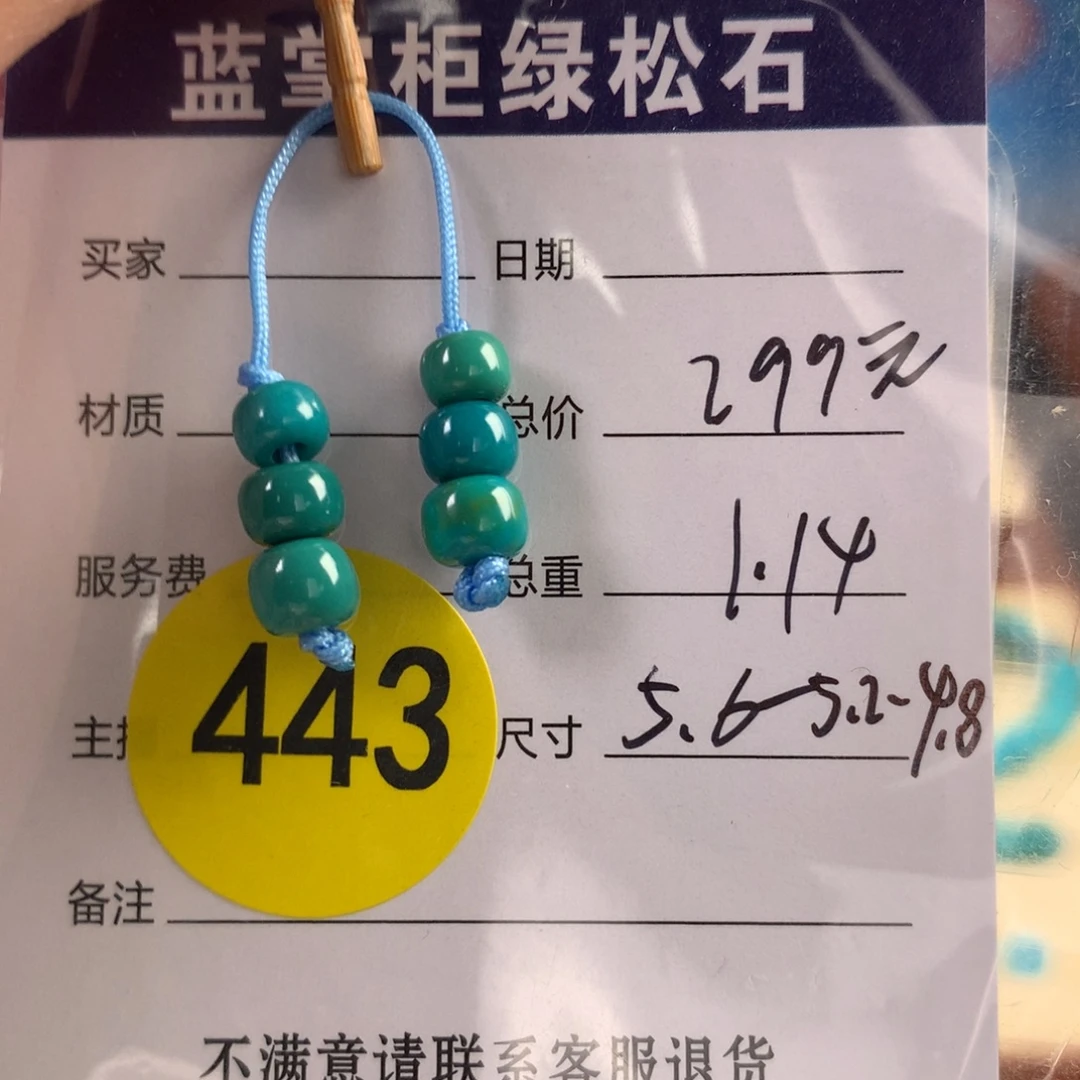 蓝掌柜绿松石
买家 日期
材质 总价 299元
服务费 总重 1.14
主 尺寸 5.6-5.2-4.8
443
备注
不满意请联系客服退货